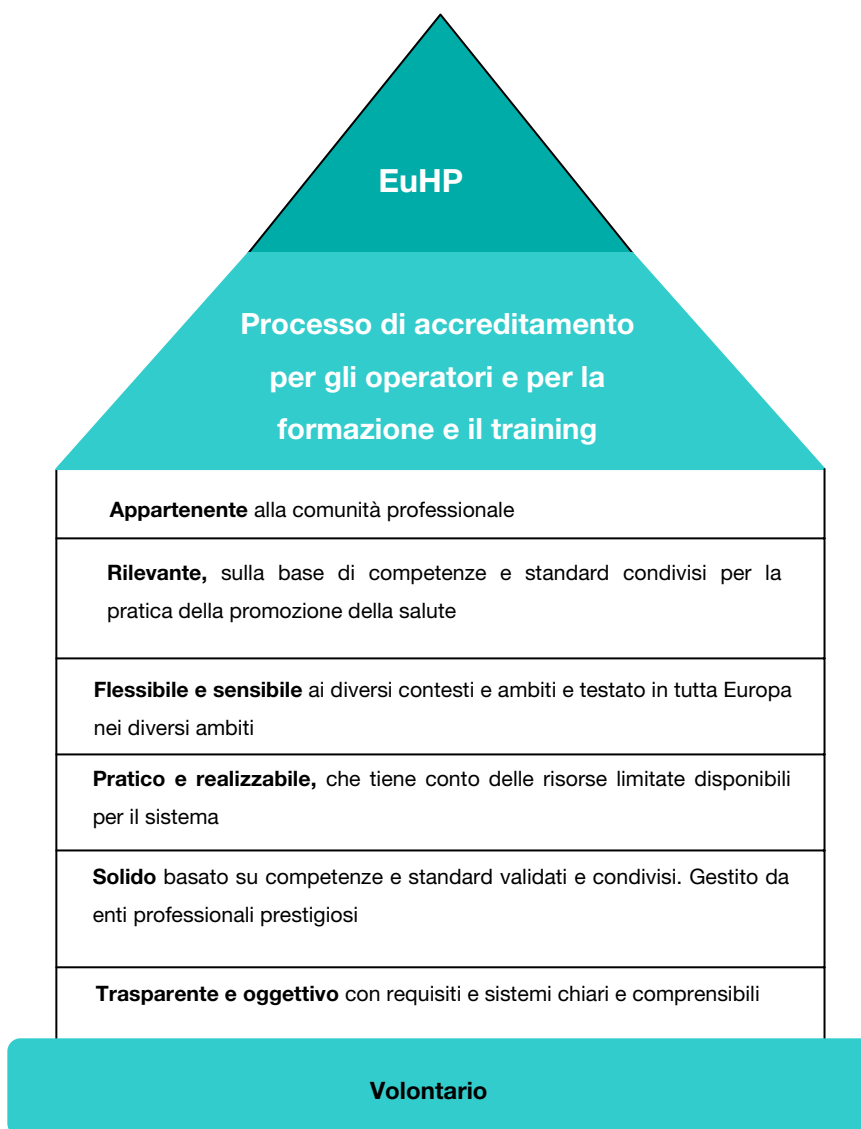 EuHP
Processo di accreditamento
per gli operatori e per la
formazione e il training
Appartenente alla comunità professionale
Rilevante, sulla base di competenze e standard condivisi per la
pratica della promozione della salute
Flessibile e sensibile ai diversi contesti e ambiti e testato in tutta Europa
nei diversi ambiti
Pratico e realizzabile, che tiene conto delle risorse limitate disponibili
per il sistema
Solido basato su competenze e standard validati e condivisi. Gestito da
enti professionali prestigiosi
Trasparente e oggettivo con requisiti e sistemi chiari e comprensibili
Volontario